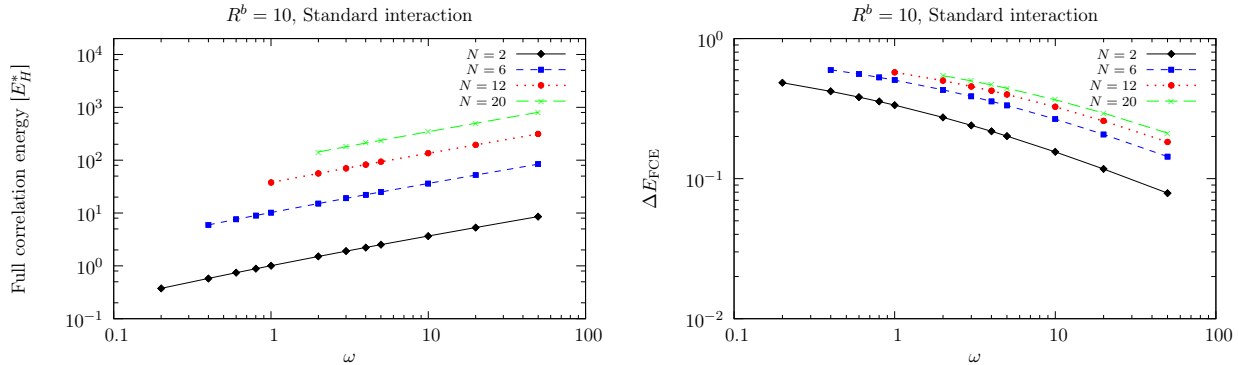 R^b = 10, Standard interaction
Full correlation energy [E^*_H]
10^4
10^3
10^2
10^1
10^0
10^{-1}
N = 2
N = 6
N = 12
N = 20
0.1 1 10 100
ω
R^b = 10, Standard interaction
ΔE_FCE
10^0
10^{-1}
10^{-2}
N = 2
N = 6
N = 12
N = 20
0.1 1 10 100
ω